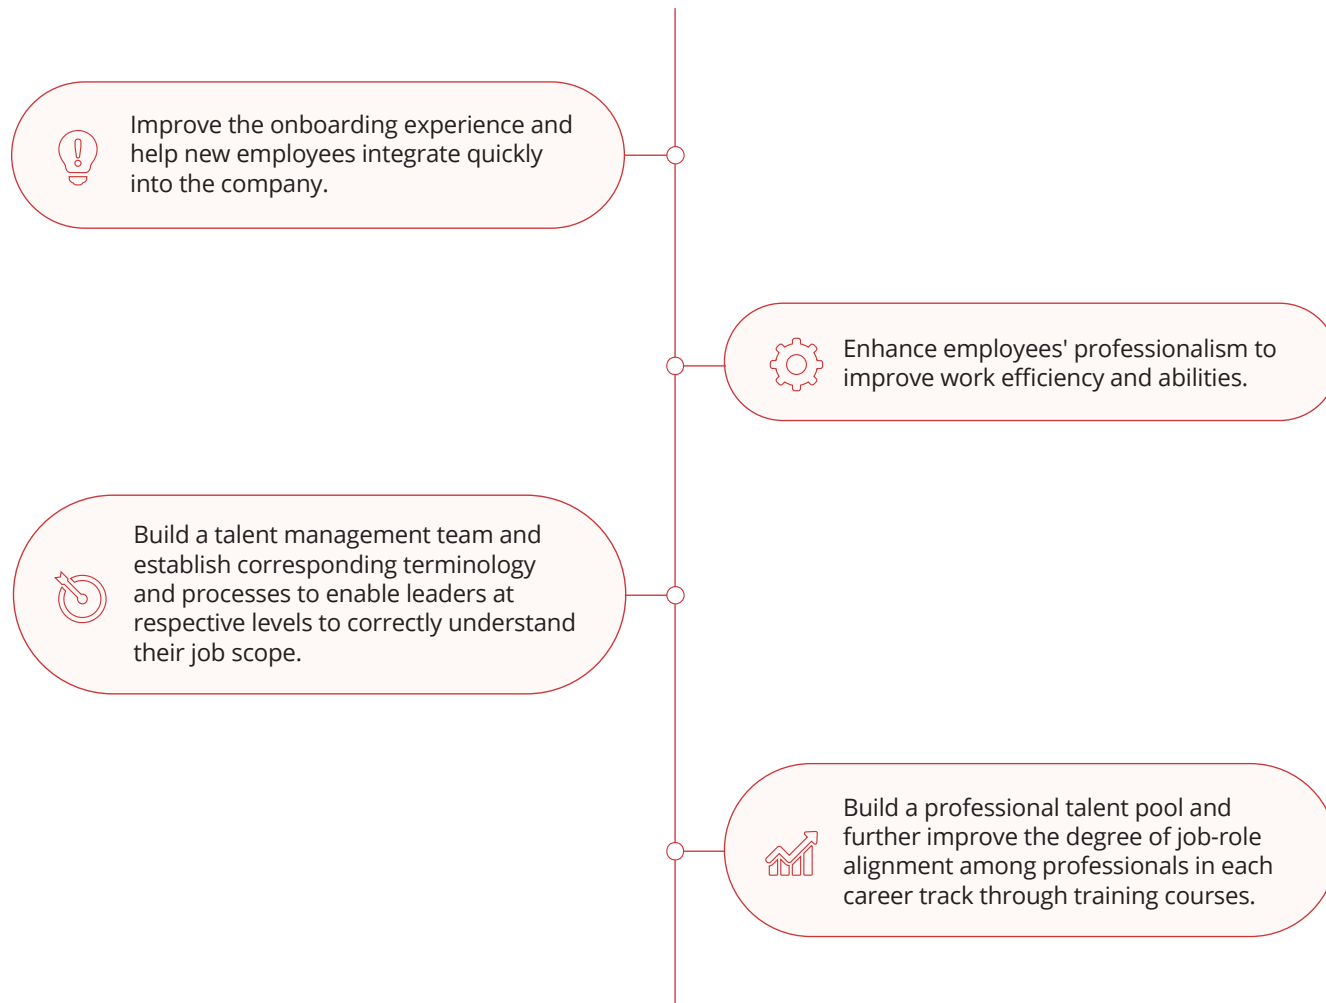 Improve the onboarding experience and
help new employees integrate quickly
into the company.
Enhance employees' professionalism to
improve work efficiency and abilities.
Build a talent management team and
establish corresponding terminology
and processes to enable leaders at
respective levels to correctly understand
their job scope.
Build a professional talent pool and
further improve the degree of job-role
alignment among professionals in each
career track through training courses.